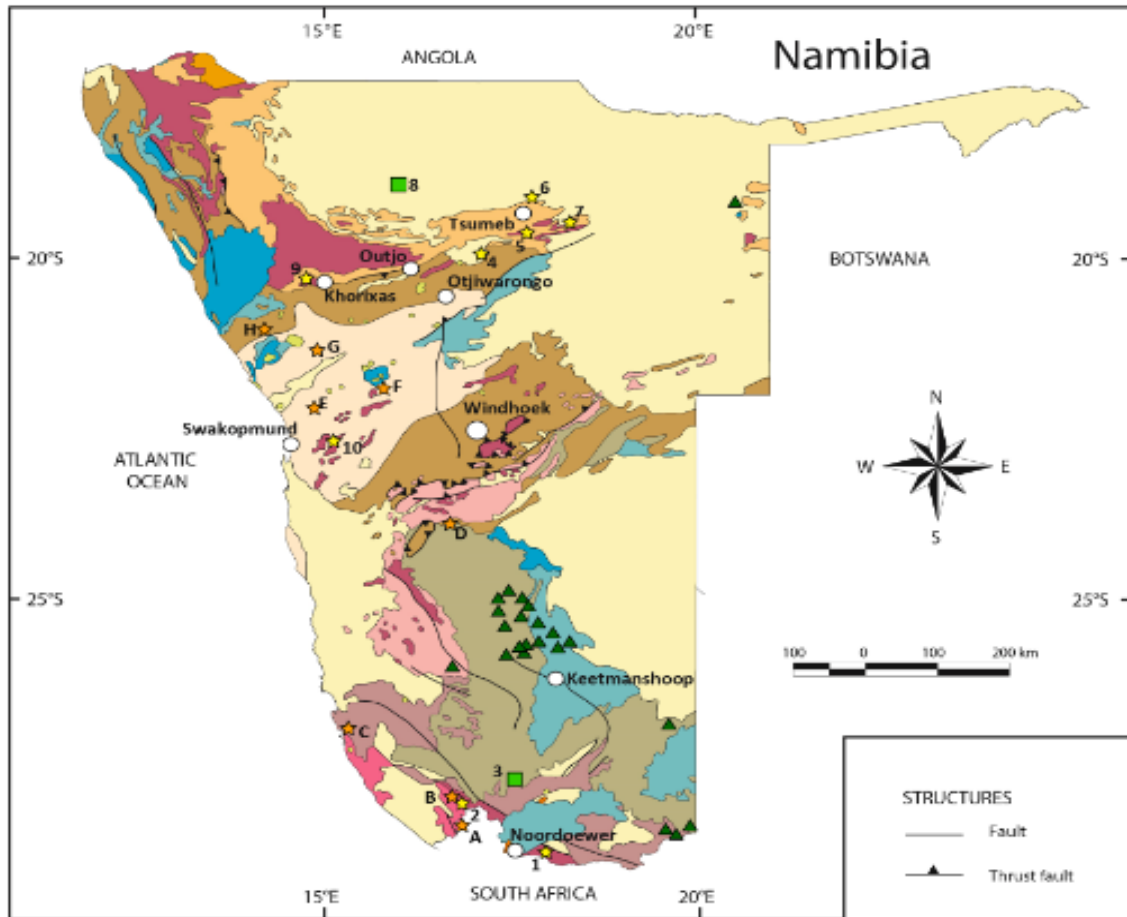 15°E
20°E
ANGOLA
Namibia
8
6
7
Tsumeb
5
20°S
Outjo
4
20°S
BOTSWANA
9
Khorixas
Otjiwarongo
H
G
F
E
Windhoek
Swakopmund
10
N
ATLANTIC
OCEAN
W
E
D
S
25°S
25°S
100
0
100
200 km
Keetmanshoop
C
3
B
2
STRUCTURES
A
Noordoewer
Fault
1
Thrust fault
15°E
SOUTH AFRICA
20°E